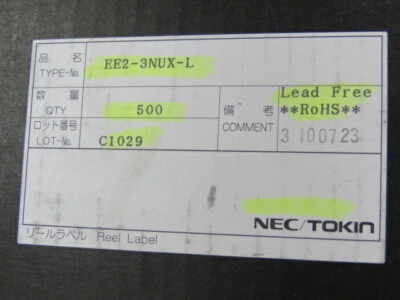 品名 EE2-3NUX-L
TYPE-No.
数量 500
QTY
ロット番号 C1029
LOT-No.
備考 Lead Free
COMMENT **RoHS**
3 100723
NEC/TOKIN
リールラベル Reel Label